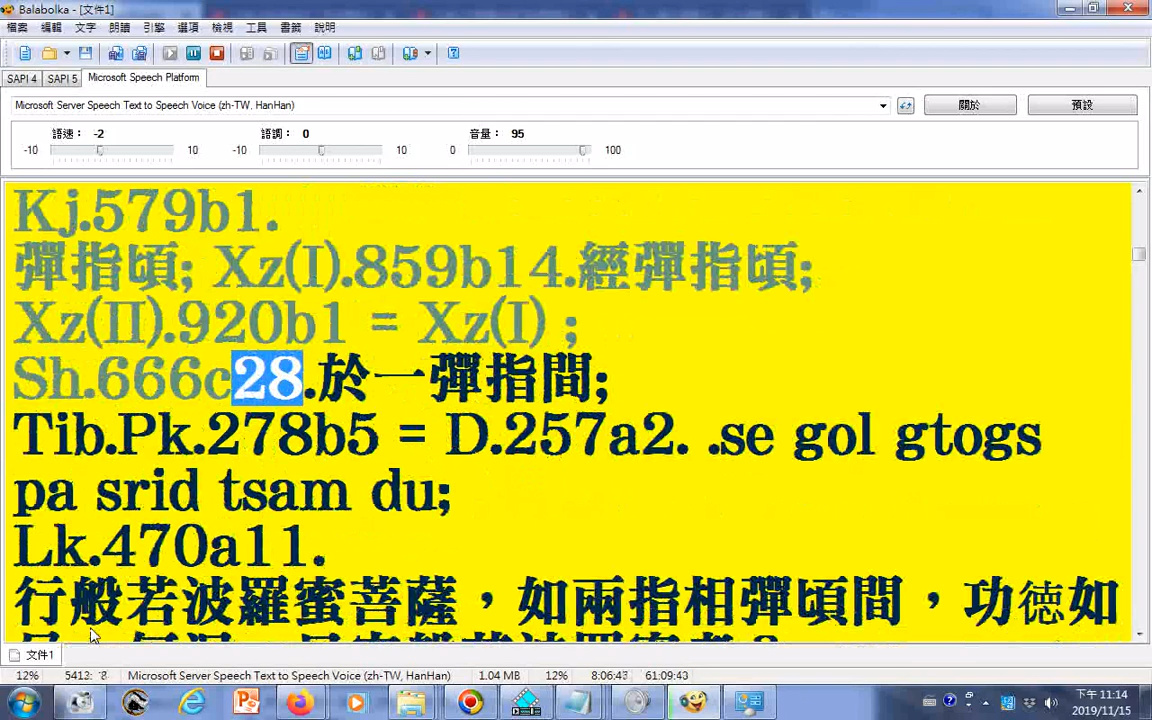 Balabolka - [文件1]
檔案 編輯 文字 朗讀 引擎 選項 檢視 工具 書籤 說明
SAPI 4 SAPI 5 Microsoft Speech Platform
Microsoft Server Speech Text to Speech Voice (zh-TW, HanHan) 關於 預設
語速： -2 語調： 0 音量： 95
-10 10 -10 10 0 100
Kj.579b1.
彈指頃; Xz(I).859b14.經彈指頃;
Xz(II).920b1 = Xz(I) ;
Sh.666c28.於一彈指間;
Tib.Pk.278b5 = D.257a2. .se gol gtogs
pa srid tsam du;
Lk.470a11.
行般若波羅蜜菩薩，如兩指相彈頃間，功德如
文件1
12% 5412: Microsoft Server Speech Text to Speech Voice (zh-TW, HanHan) 1.04 MB 12% 8:06:43 61:09:43
下午 11:14
2019/11/15